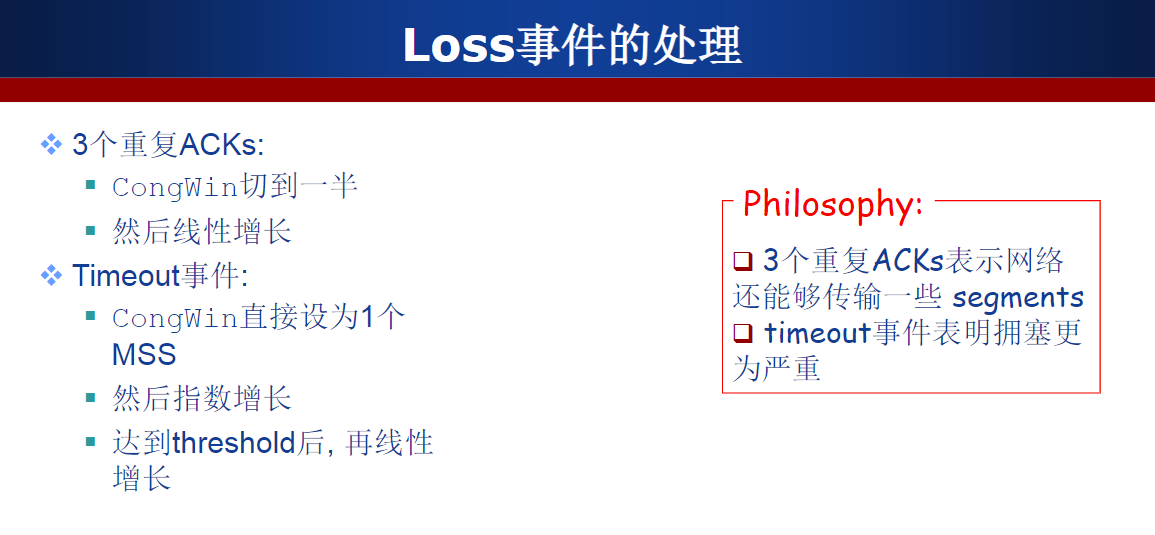 Loss事件的处理
3个重复ACKs:
CongWin切到一半
然后线性增长
Timeout事件:
CongWin直接设为1个
MSS
然后指数增长
达到threshold后, 再线性
增长
Philosophy:
3个重复ACKs表示网络
还能够传输一些 segments
timeout事件表明拥塞更
为严重